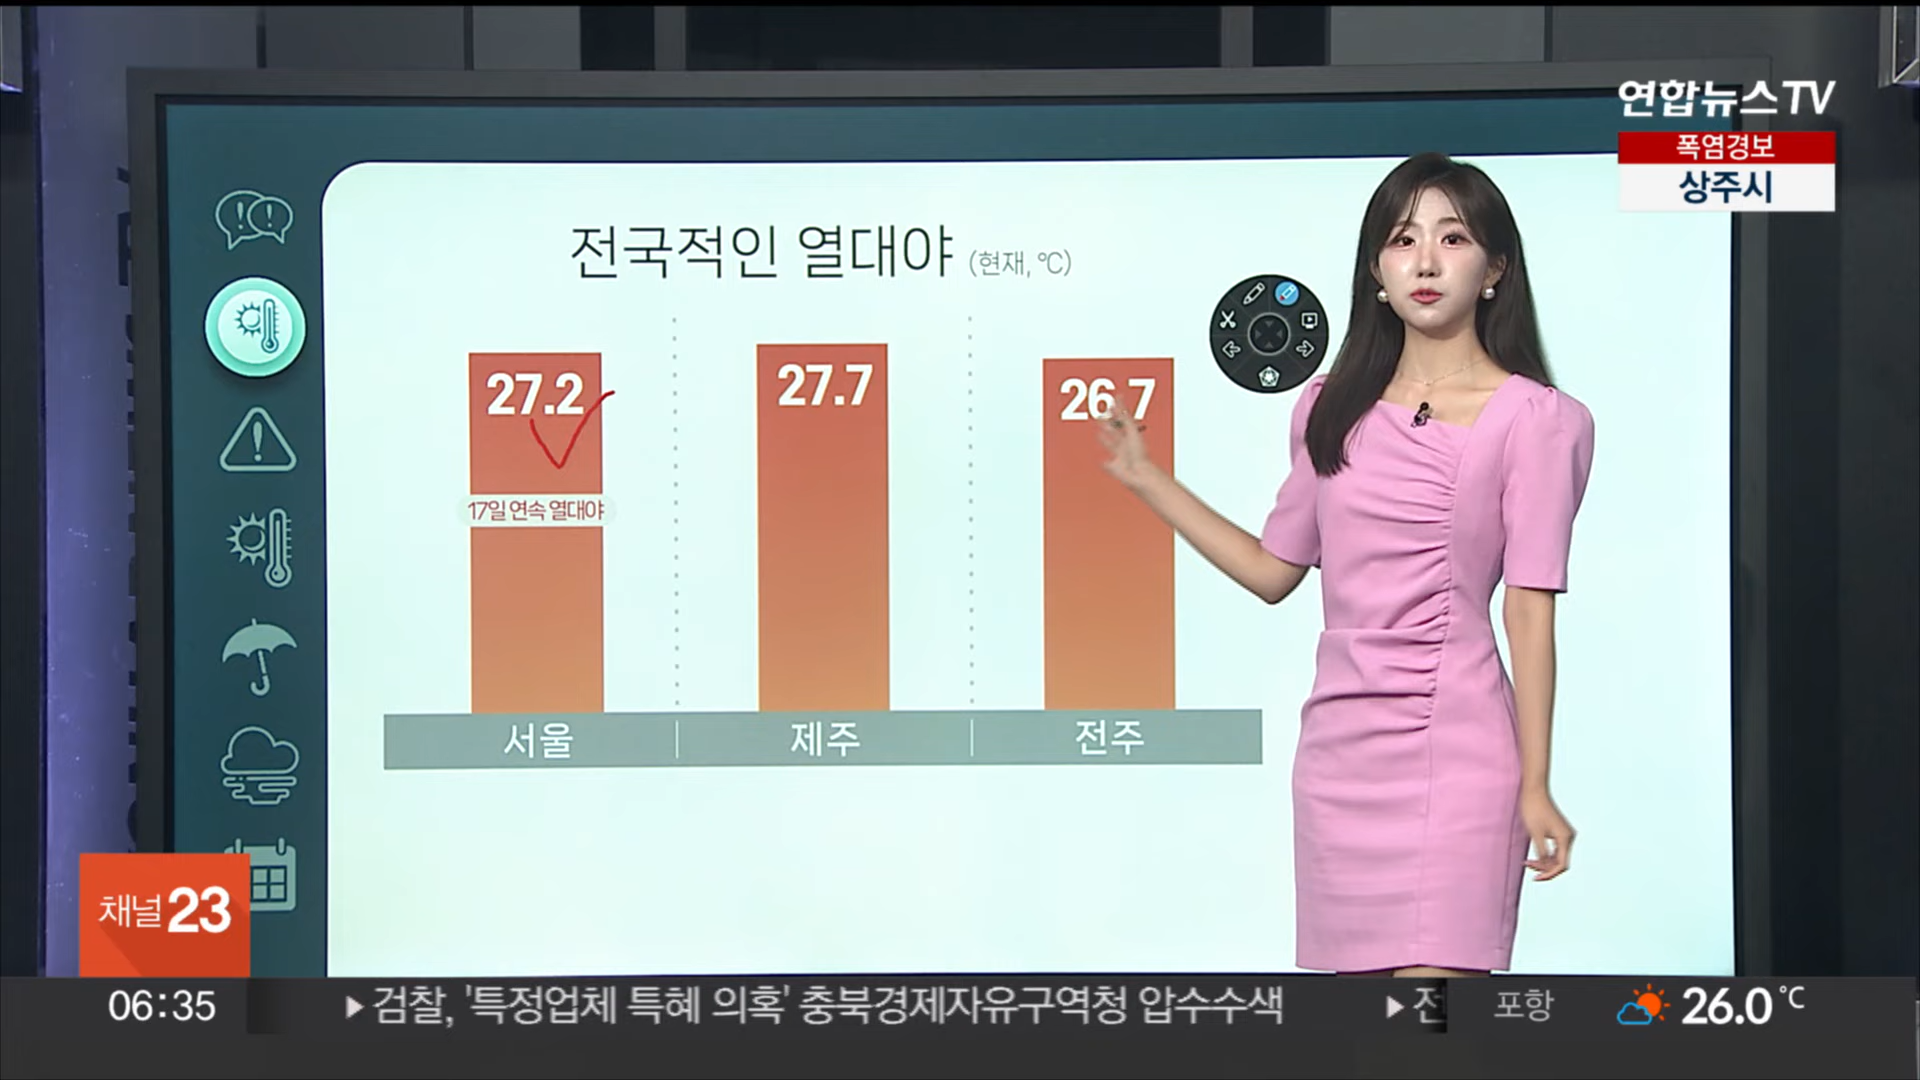 연합뉴스TV
폭염경보
상주시
전국적인 열대야 (현재, ℃)
27.2
27.7
26.7
17일 연속 열대야
서울
제주
전주
채널 23
06:35
▶검찰, '특정업체 특혜 의혹' 충북경제자유구역청 압수수색
▶전
포항
26.0℃